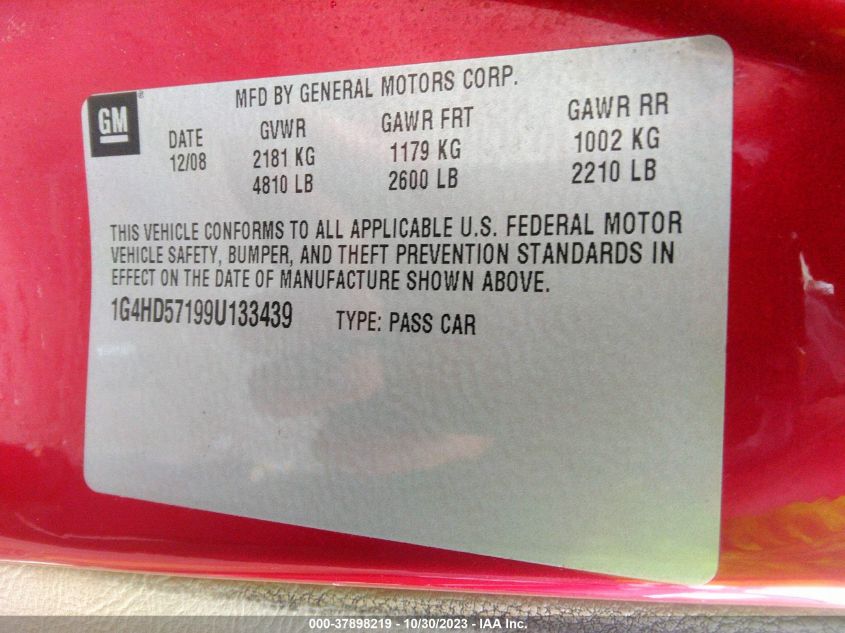 MFD BY GENERAL MOTORS CORP.
GM®
DATE GVWR GAWR FRT GAWR RR
12/08 2181 KG 1179 KG 1002 KG
4810 LB 2600 LB 2210 LB
THIS VEHICLE CONFORMS TO ALL APPLICABLE U.S. FEDERAL MOTOR
VEHICLE SAFETY, BUMPER, AND THEFT PREVENTION STANDARDS IN
EFFECT ON THE DATE OF MANUFACTURE SHOWN ABOVE.
1G4HD57199U133439 TYPE: PASS CAR
000-37898219 - 10/30/2023 - IAA Inc.